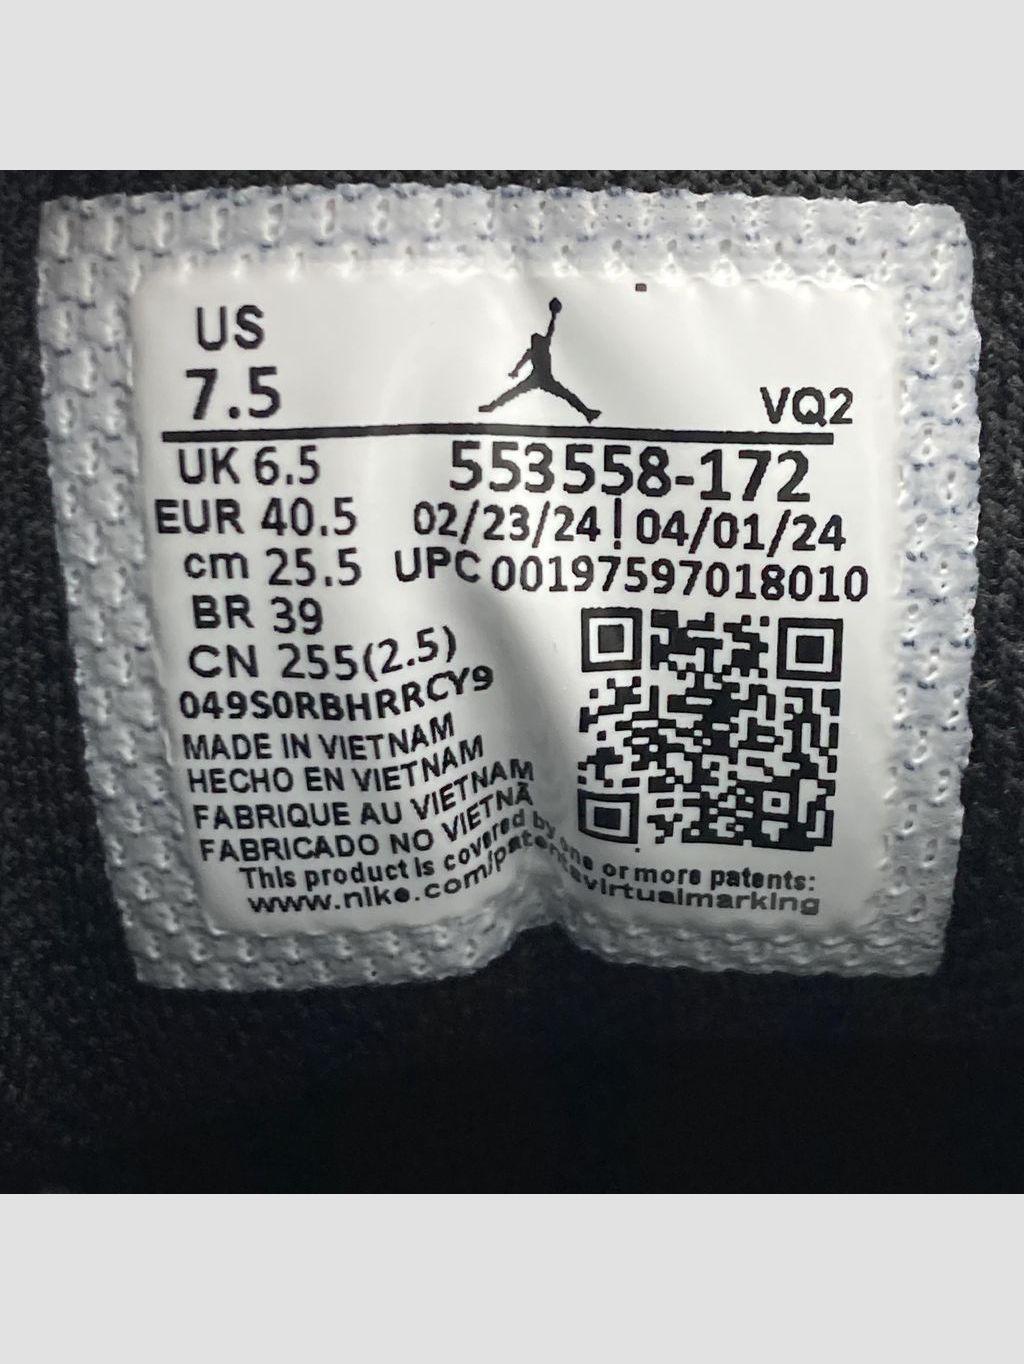 US
7.5
VQ2
UK 6.5
553558-172
EUR 40.5
02/23/24 | 04/01/24
cm 25.5
UPC 00197597018010
BR 39
CN 255(2.5)
049S0RBHRRCY9
MADE IN VIETNAM
HECHO EN VIETNAM
FABRIQUE AU VIETNAM
FABRICADO NO VIETNÃ
This product is covered by one or more patents:
www.nike.com/patentsvirtualmarking